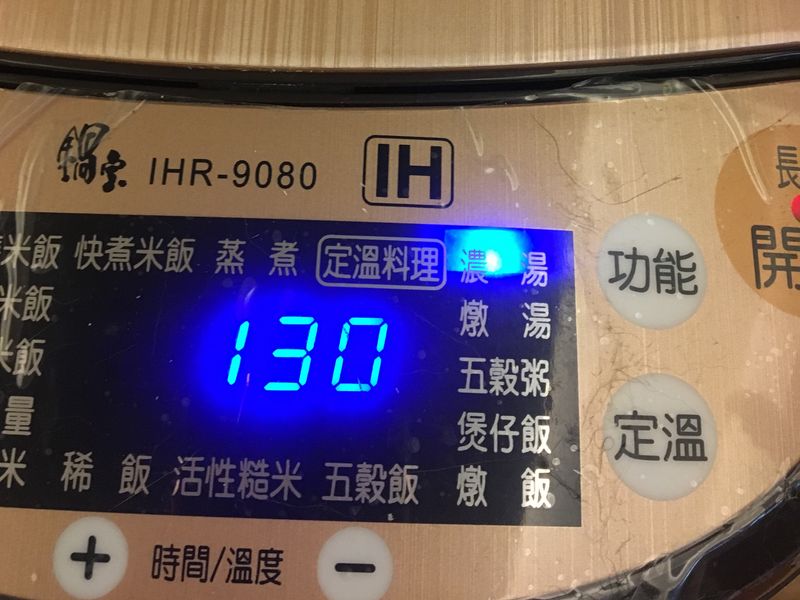 鍋寶 IHR-9080 IH
米飯 快煮米飯 蒸煮 定溫料理 濃湯
米飯 燉湯
130
米飯 五穀粥
量 煲仔飯
米 稀飯 活性糙米 五穀飯 燉飯
功能
定溫
長
開
+ 時間/溫度 -